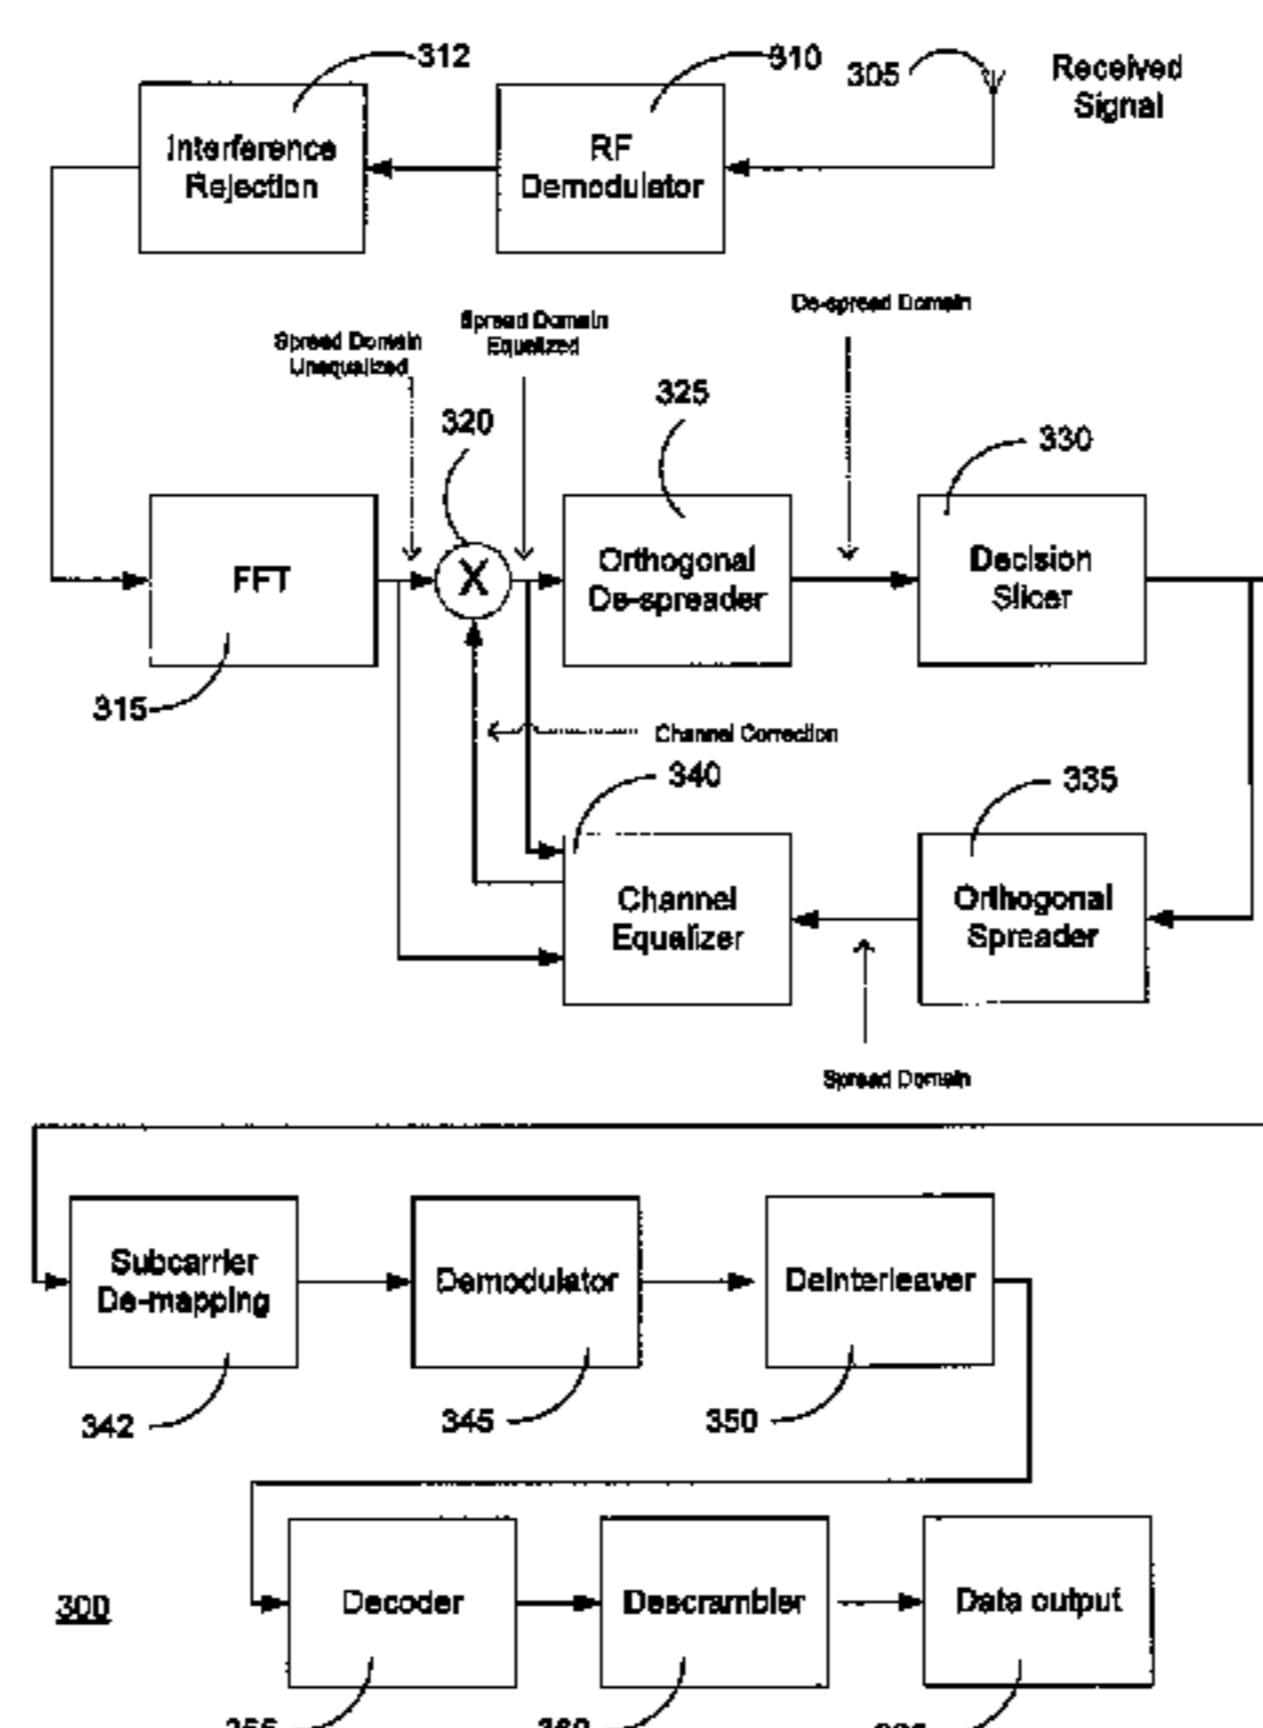 312
310
305
Received
Signal
Interference
Rejection
RF
Demodulator
De-spread Domain
Spread Domain
Equalized
Spread Domain
Unequalized
325
320
330
FFT
X
Orthogonal
De-spreader
Decision
Slicer
315
Channel Correction
340
335
Channel
Equalizer
Orthogonal
Spreader
Spread Domain
Subcarrier
De-mapping
Demodulator
Deinterleaver
342
345
350
300
Decoder
Descrambler
Data output